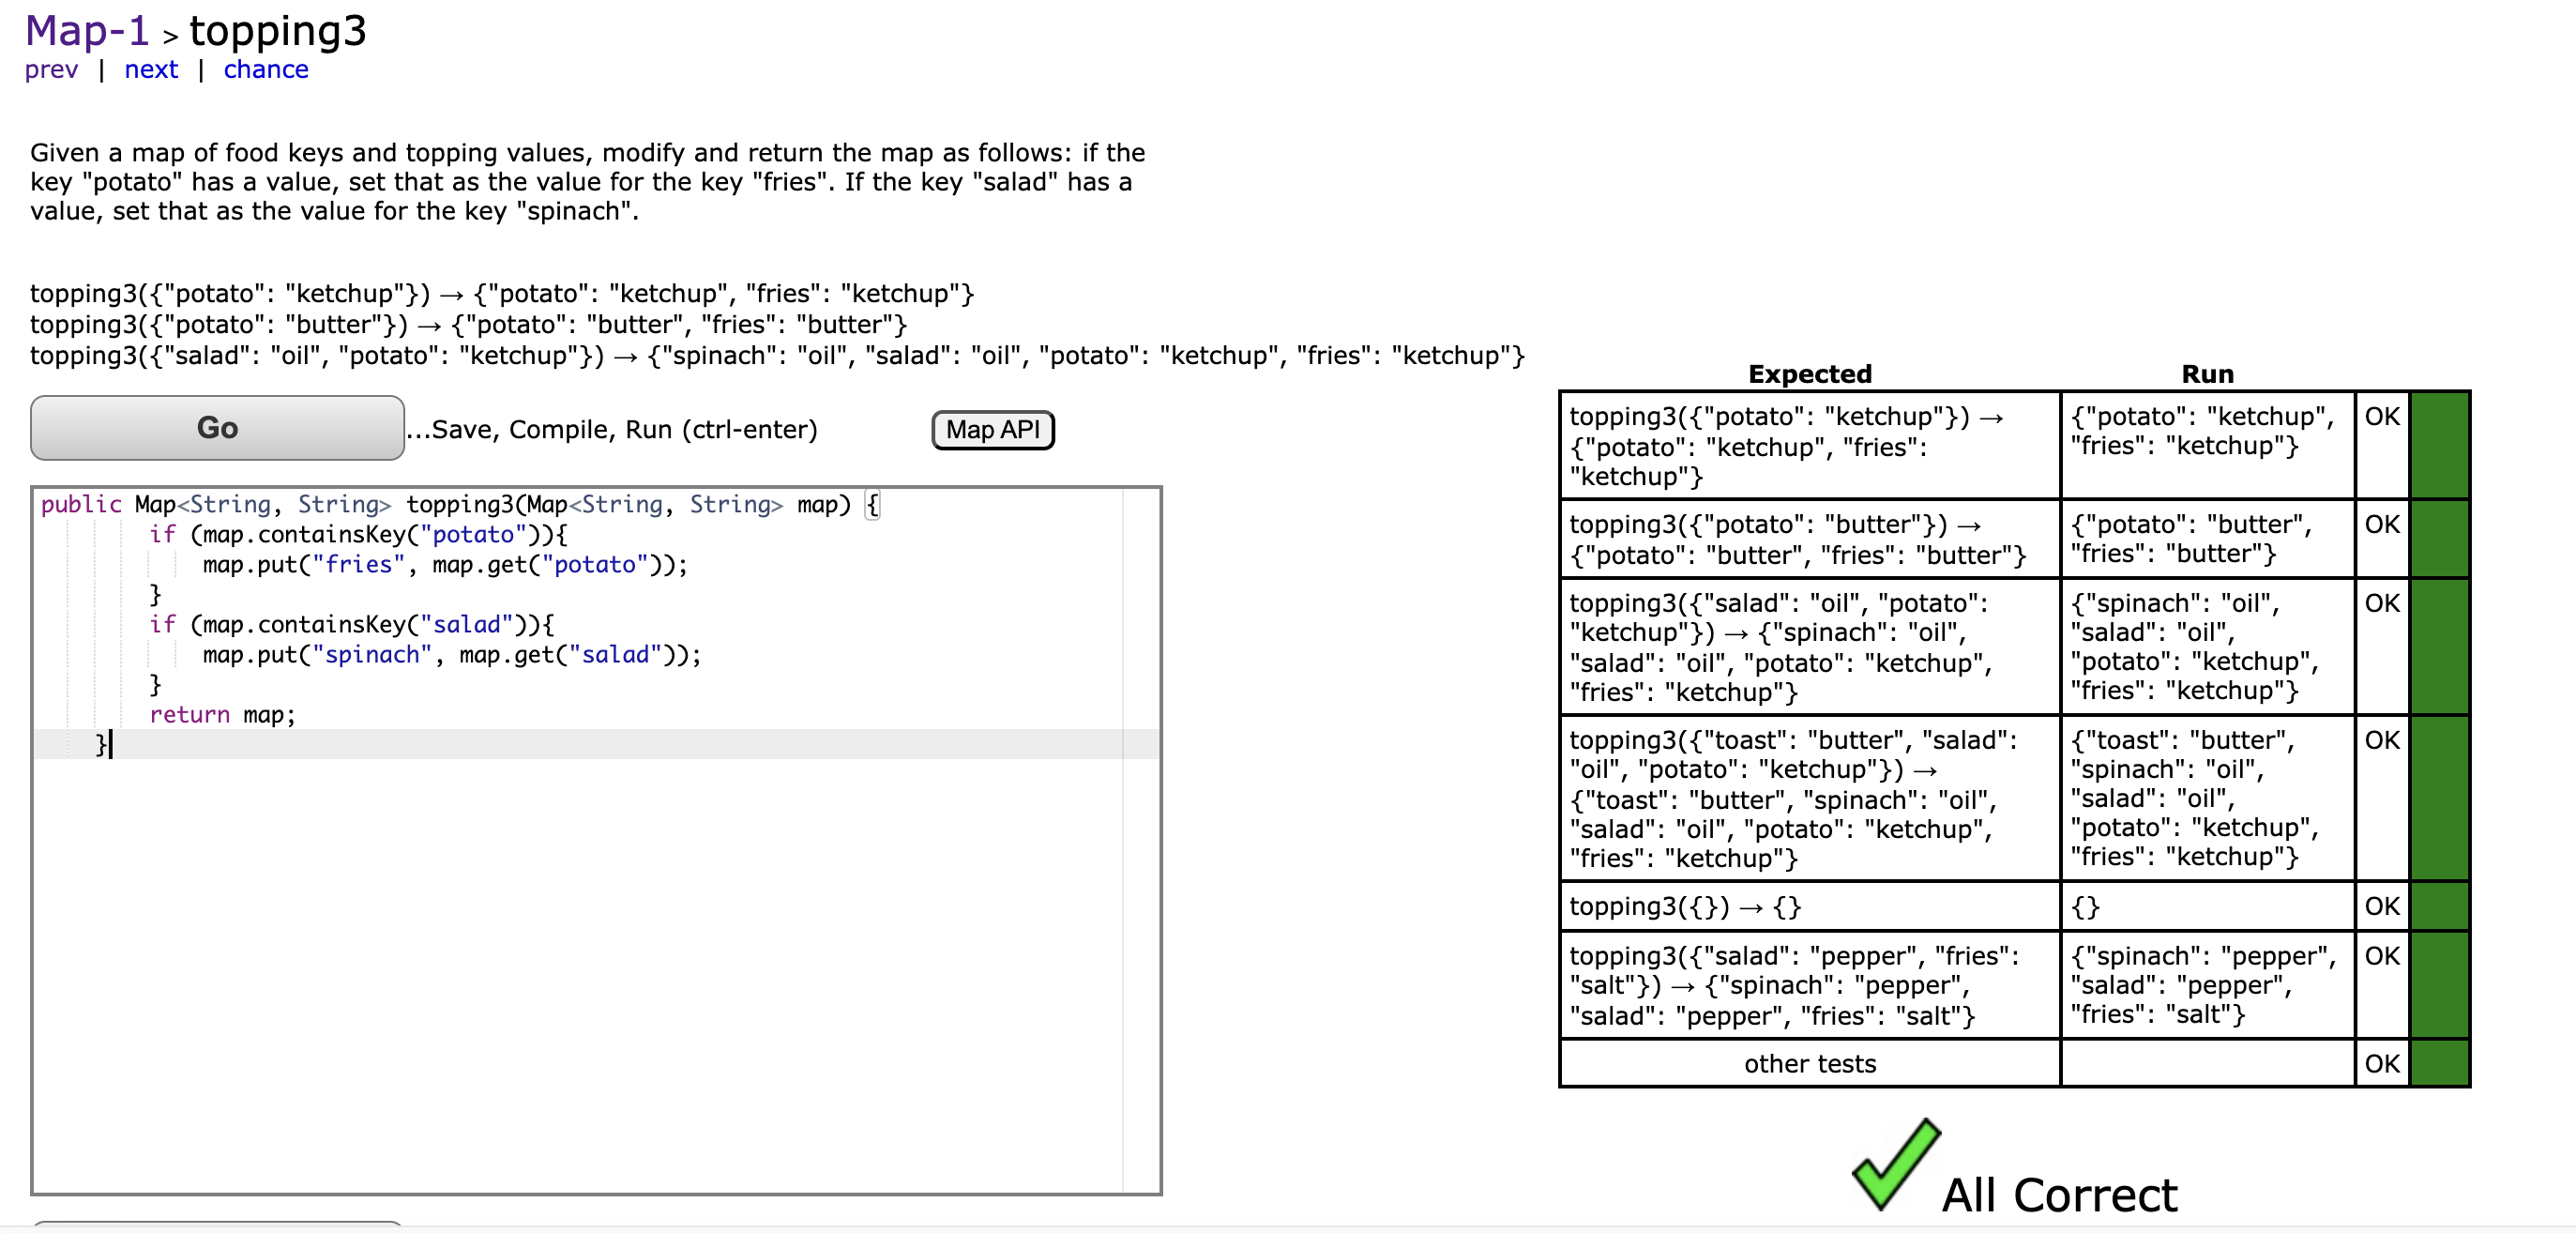 Map-1 > topping3
prev | next | chance
Given a map of food keys and topping values, modify and return the map as follows: if the
key "potato" has a value, set that as the value for the key "fries". If the key "salad" has a
value, set that as the value for the key "spinach".
topping3({"potato": "ketchup"}) → {"potato": "ketchup", "fries": "ketchup"}
topping3({"potato": "butter"}) → {"potato": "butter", "fries": "butter"}
topping3({"salad": "oil", "potato": "ketchup"}) → {"spinach": "oil", "salad": "oil", "potato": "ketchup", "fries": "ketchup"}
Go ...Save, Compile, Run (ctrl-enter) Map API
public Map<String, String> topping3(Map<String, String> map) {
if (map.containsKey("potato")){
map.put("fries", map.get("potato"));
}
if (map.containsKey("salad")){
map.put("spinach", map.get("salad"));
}
return map;
}
Expected Run
topping3({"potato": "ketchup"}) →
{"potato": "ketchup", "fries":
"ketchup"}
{"potato": "ketchup",
"fries": "ketchup"}
OK
topping3({"potato": "butter"}) →
{"potato": "butter", "fries": "butter"}
{"potato": "butter",
"fries": "butter"}
OK
topping3({"salad": "oil", "potato":
"ketchup"}) → {"spinach": "oil",
"salad": "oil", "potato": "ketchup",
"fries": "ketchup"}
{"spinach": "oil",
"salad": "oil",
"potato": "ketchup",
"fries": "ketchup"}
OK
topping3({"toast": "butter", "salad":
"oil", "potato": "ketchup"}) →
{"toast": "butter", "spinach": "oil",
"salad": "oil", "potato": "ketchup",
"fries": "ketchup"}
{"toast": "butter",
"spinach": "oil",
"salad": "oil",
"potato": "ketchup",
"fries": "ketchup"}
OK
topping3({}) → {}
{}
OK
topping3({"salad": "pepper", "fries":
"salt"}) → {"spinach": "pepper",
"salad": "pepper", "fries": "salt"}
{"spinach": "pepper",
"salad": "pepper",
"fries": "salt"}
OK
other tests
OK
All Correct